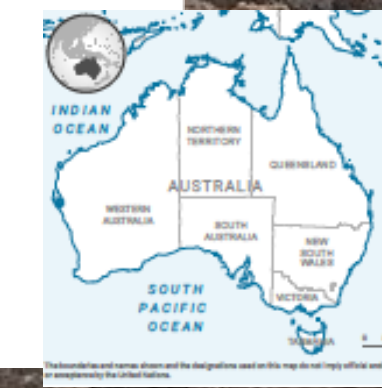 INDIAN
OCEAN
NORTHERN
TERRITORY
QUEENSLAND
AUSTRALIA
WESTERN
AUSTRALIA
SOUTH
AUSTRALIA
NEW
SOUTH
WALES
VICTORIA
SOUTH
PACIFIC
OCEAN
TASMANIA
The boundaries and names shown and the designations used on this map do not imply official
or acceptance by the United Nations.